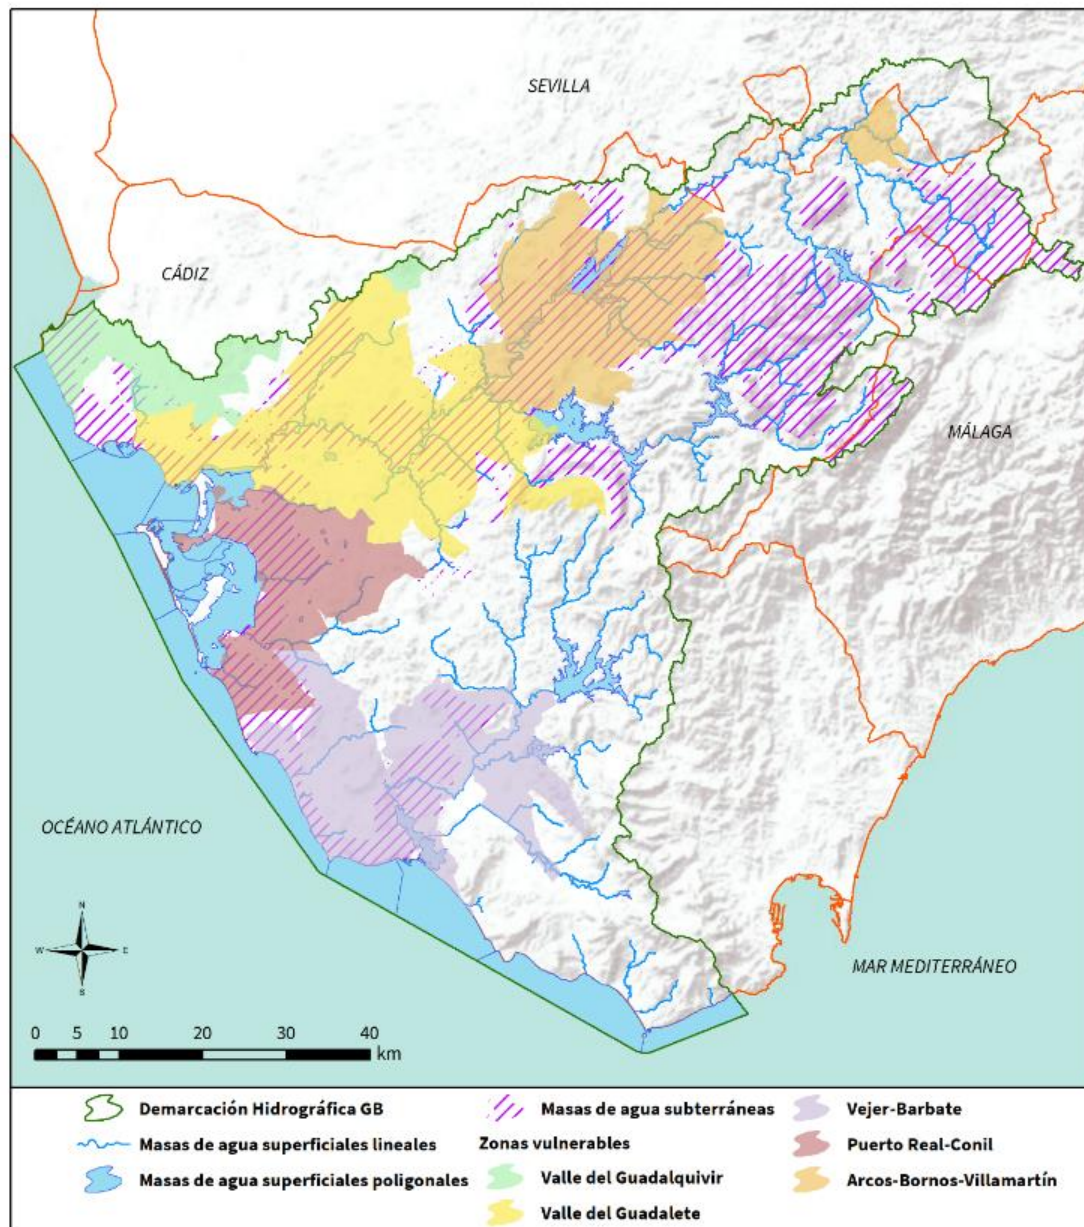 SEVILLA
CÁDIZ
MÁLAGA
OCÉANO ATLÁNTICO
N
W E
S
MAR MEDITERRÁNEO
0 5 10 20 30 40
km
Demarcación Hidrográfica GB
Masas de agua superficiales lineales
Masas de agua superficiales poligonales
Masas de agua subterráneas
Zonas vulnerables
Valle del Guadalquivir
Valle del Guadalete
Vejer-Barbate
Puerto Real-Conil
Arcos-Bornos-Villamartín